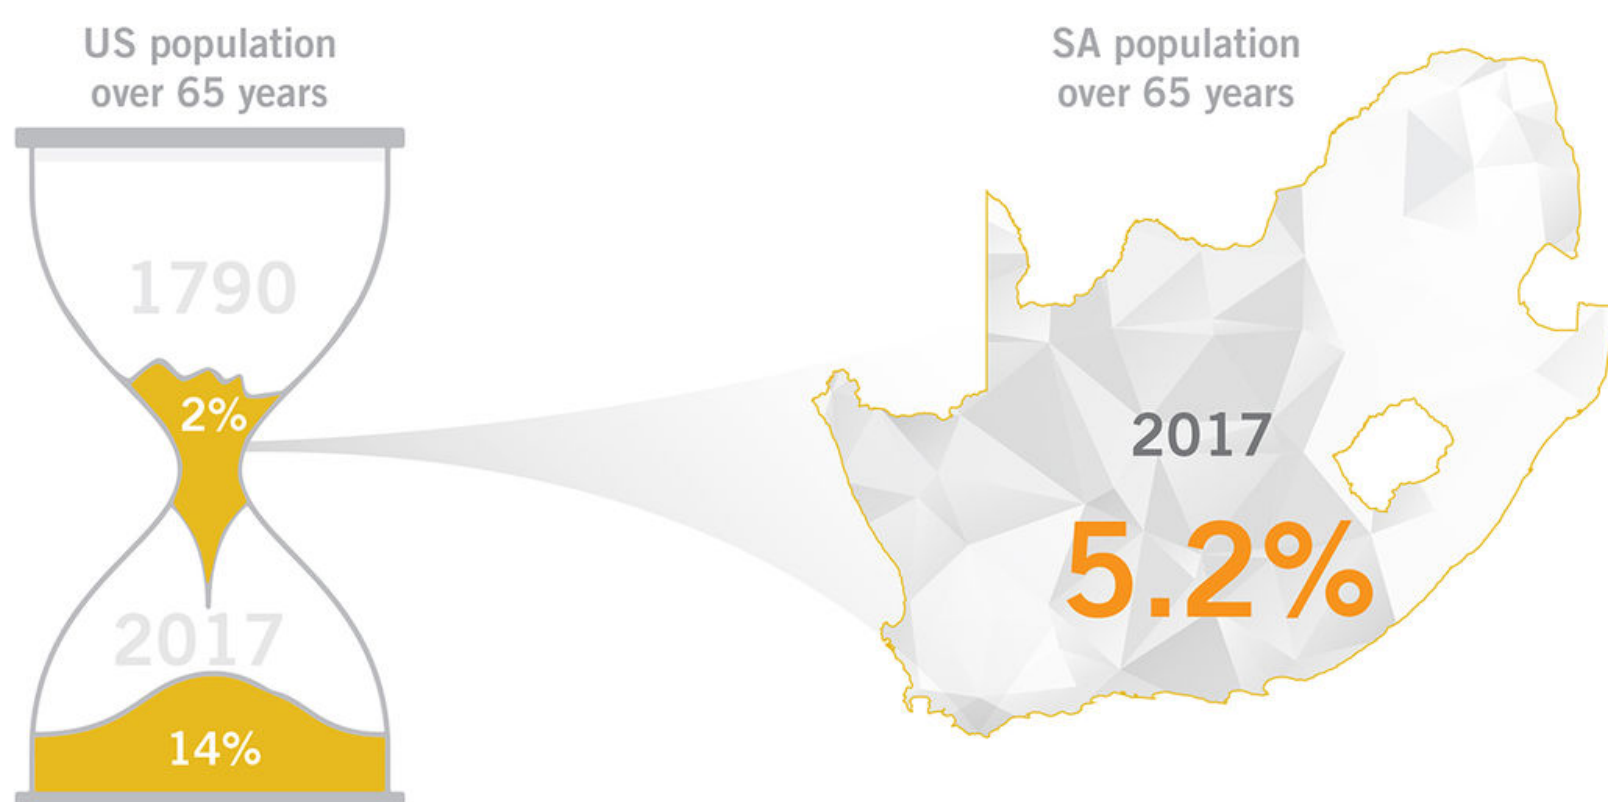 US population
over 65 years
1790
2%
2017
14%
SA population
over 65 years
2017
5.2%